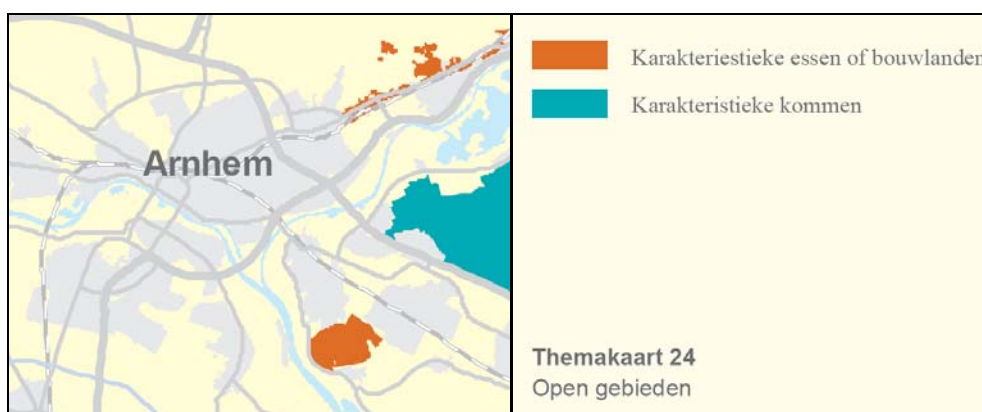 Arnhem
Karakteriestieke essen of bouwlanden
Karakteristieke kommen
Themakaart 24
Open gebieden